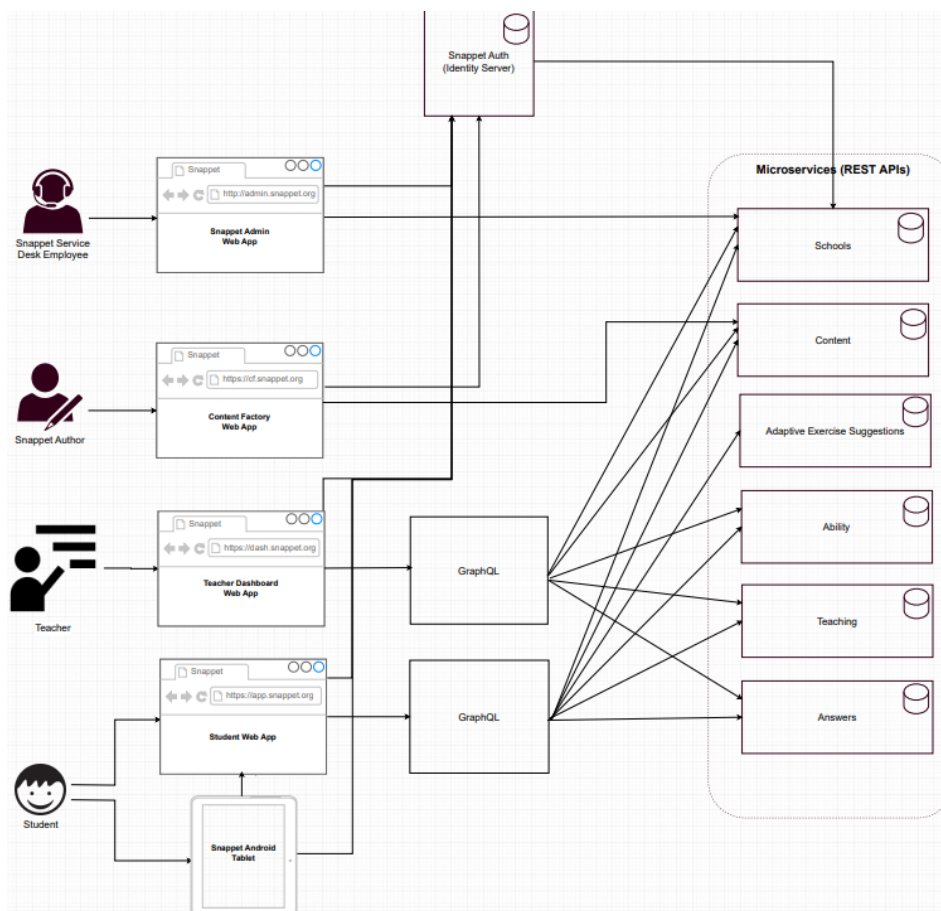 Snappet Auth
(Identity Server)
Microservices (REST APIs)
Snappet
http://admin.snappet.org
Snappet Admin
Web App
Snappet Service
Desk Employee
Schools
Snappet
https://cf.snappet.org
Content Factory
Web App
Snappet Author
Content
Adaptive Exercise Suggestions
Snappet
https://dash.snappet.org
Teacher Dashboard
Web App
Teacher
GraphQL
Ability
Teaching
Snappet
https://app.snappet.org
Student Web App
GraphQL
Answers
Student
Snappet Android
Tablet